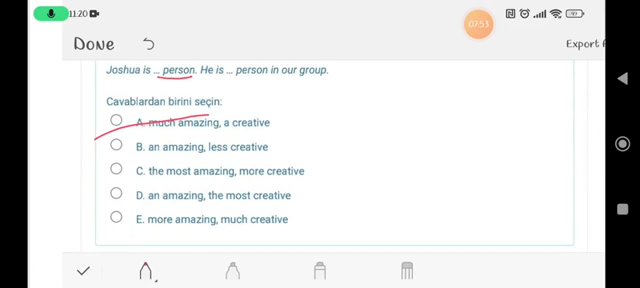 11:20
07:53
Done
Export
Joshua is ... person. He is ... person in our group.
Cavablardan birini seçin:
A. much amazing, a creative
B. an amazing, less creative
C. the most amazing, more creative
D. an amazing, the most creative
E. more amazing, much creative